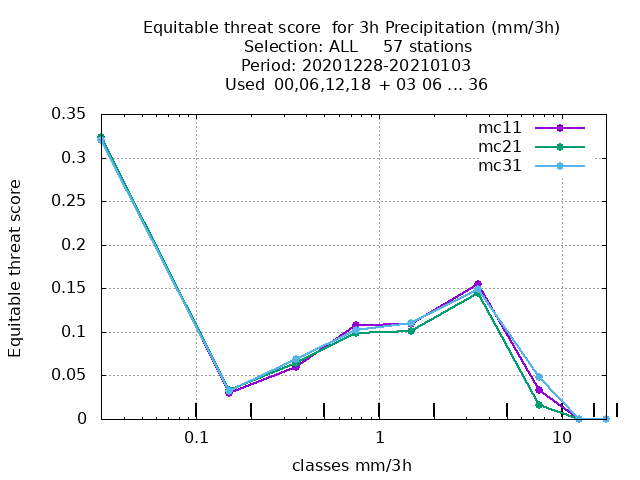 Equitable threat score  for 3h Precipitation (mm/3h)
Selection: ALL     57 stations
Period: 20201228-20210103
Used  00,06,12,18  + 03 06 ... 36
0.35
0.3
0.25
0.2
0.15
0.1
0.05
0
Equitable threat score
mc11
mc21
mc31
0.1
1
10
classes mm/3h